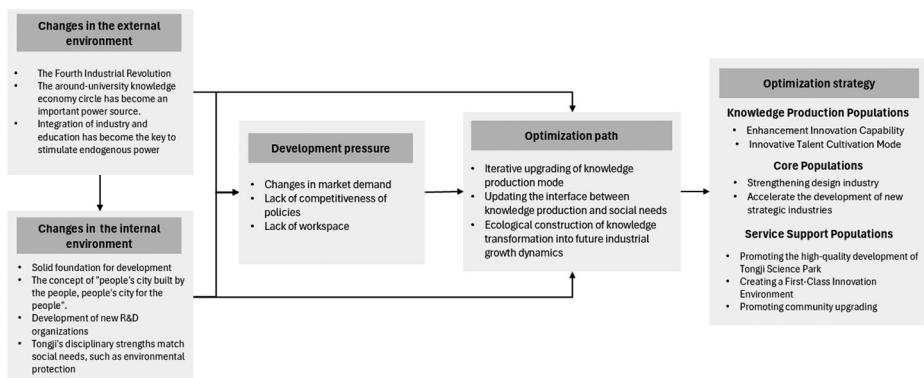 Changes in the external
environment
• The Fourth Industrial Revolution
• The around-university knowledge
economy circle has become an
important power source.
• Integration of industry and
education has become the key to
stimulate endogenous power
Changes in the internal
environment
• Solid foundation for development
• The concept of "people's city built by
the people, people's city for the
people".
• Development of new R&D
organizations
• Tongji's disciplinary strengths match
social needs, such as environmental
protection
Development pressure
• Changes in market demand
• Lack of competitiveness of
policies
• Lack of workspace
Optimization path
• Iterative upgrading of knowledge
production mode
• Updating the interface between
knowledge production and social needs
• Ecological construction of knowledge
transformation into future industrial
growth dynamics
Optimization strategy
Knowledge Production Populations
• Enhancement Innovation Capability
• Innovative Talent Cultivation Mode
Core Populations
• Strengthening design industry
• Accelerate the development of new
strategic industries
Service Support Populations
• Promoting the high-quality development of
Tongji Science Park
• Creating a First-Class Innovation
Environment
• Promoting community upgrading